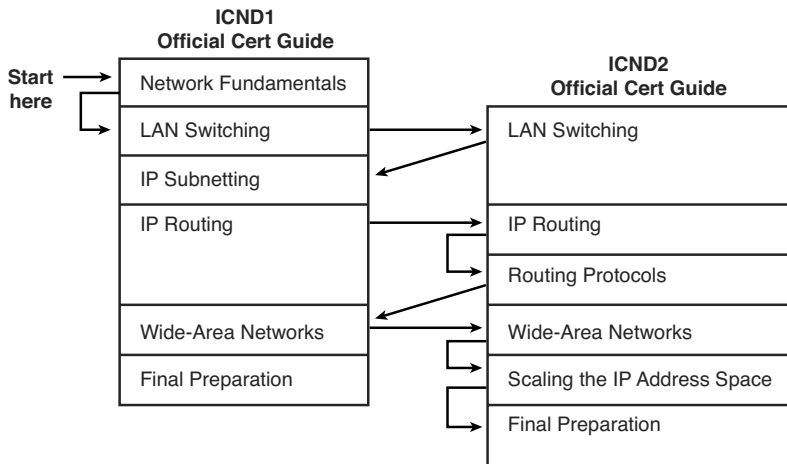 ICND1
Official Cert Guide
Start
here
Network Fundamentals
LAN Switching
IP Subnetting
IP Routing
Wide-Area Networks
Final Preparation
ICND2
Official Cert Guide
LAN Switching
IP Routing
Routing Protocols
Wide-Area Networks
Scaling the IP Address Space
Final Preparation